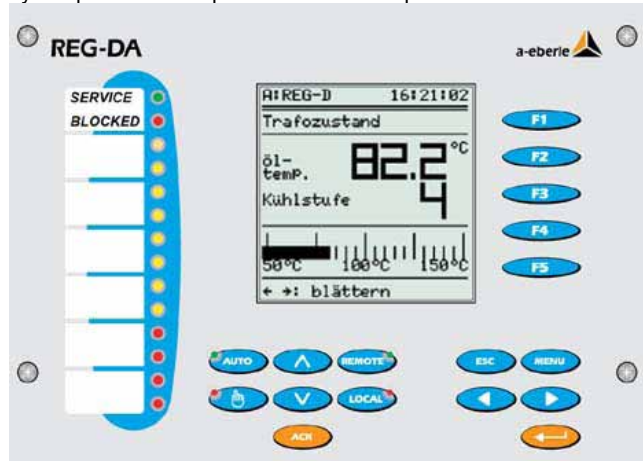 REG-DA
a-eberle
SERVICE
BLOCKED
A:REG-D 16:21:02
Trafozustand
öl-
temp. 82.2 °C
Kühlstufe 4
50°C 100°C 150°C
← →: blättern
F1
F2
F3
F4
F5
AUTO
REMOTE
ESC
MENU
LOCAL
ACK